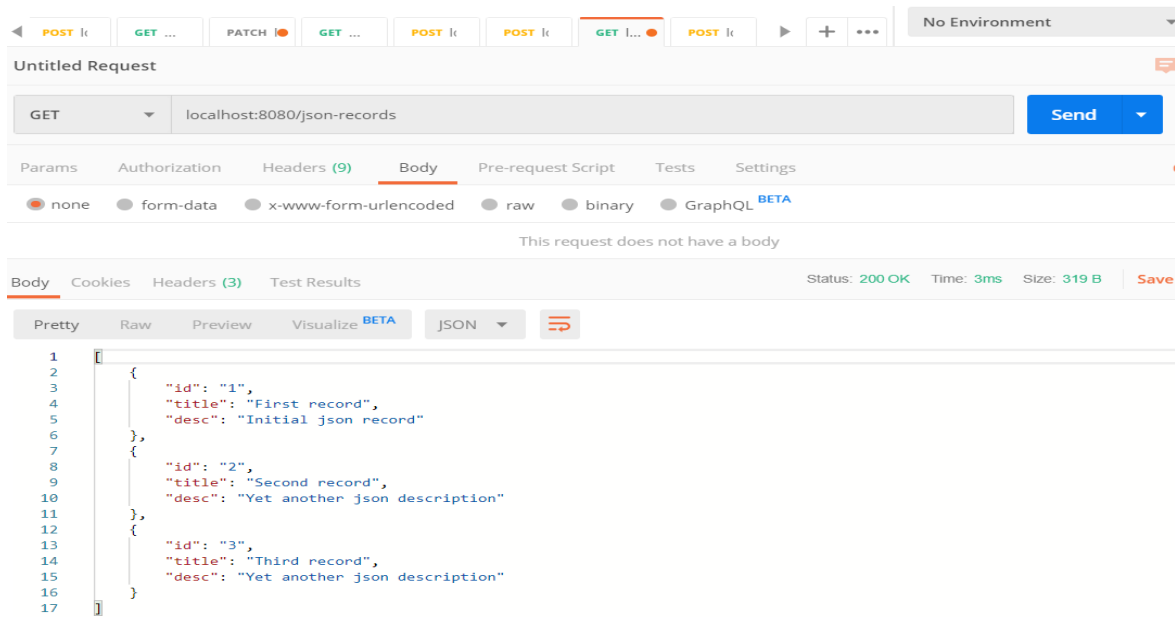 POST GET ... PATCH GET ... POST POST GET ... POST No Environment
Untitled Request
GET localhost:8080/json-records Send
Params Authorization Headers (9) Body Pre-request Script Tests Settings
none form-data x-www-form-urlencoded raw binary GraphQL BETA
This request does not have a body
Body Cookies Headers (3) Test Results Status: 200 OK Time: 3ms Size: 319 B Save
Pretty Raw Preview Visualize BETA JSON
1 [
2 {
3 "id": "1",
4 "title": "First record",
5 "desc": "Initial json record"
6 },
7 {
8 "id": "2",
9 "title": "Second record",
10 "desc": "Yet another json description"
11 },
12 {
13 "id": "3",
14 "title": "Third record",
15 "desc": "Yet another json description"
16 }
17 ]